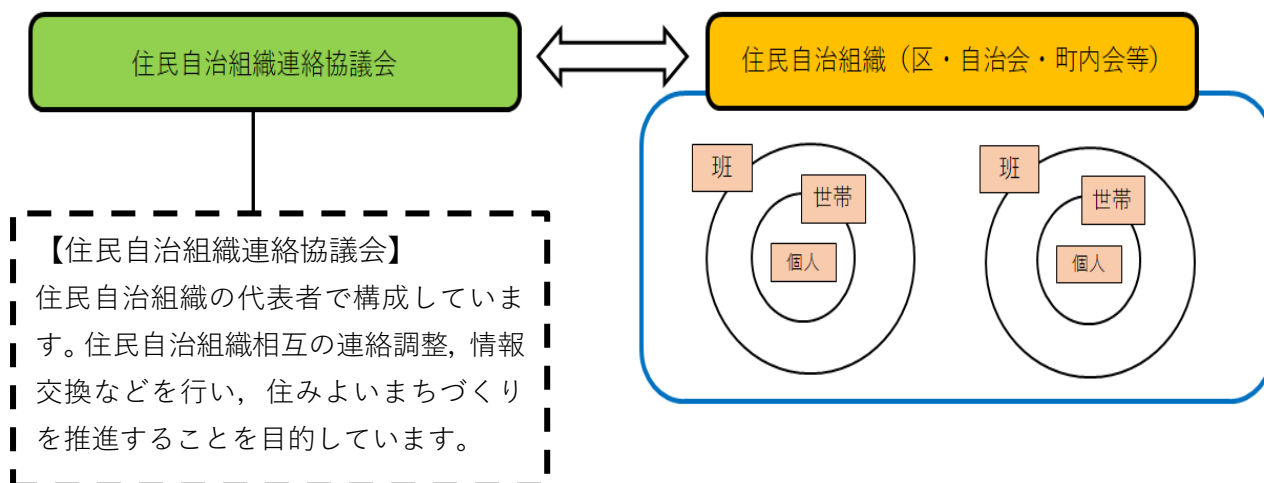 住民自治組織連絡協議会
住民自治組織（区・自治会・町内会等）
班
世帯
個人
班
世帯
個人
【住民自治組織連絡協議会】
住民自治組織の代表者で構成していま
す。住民自治組織相互の連絡調整，情報
交換などを行い，住みよいまちづくり
を推進することを目的しています。